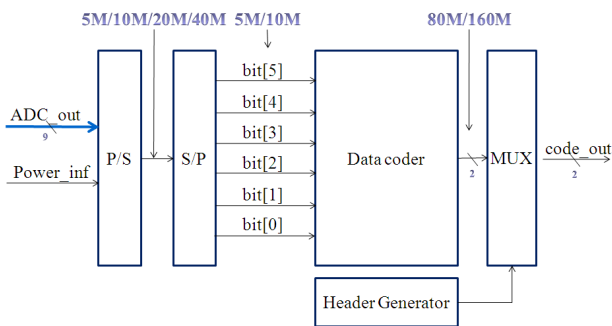 5M/10M/20M/40M 5M/10M 80M/160M
bit[5]
ADC_out
9
bit[4]
bit[3]
P/S S/P Data coder MUX code_out
bit[2]
2 2
Power_inf
bit[1]
bit[0]
Header Generator